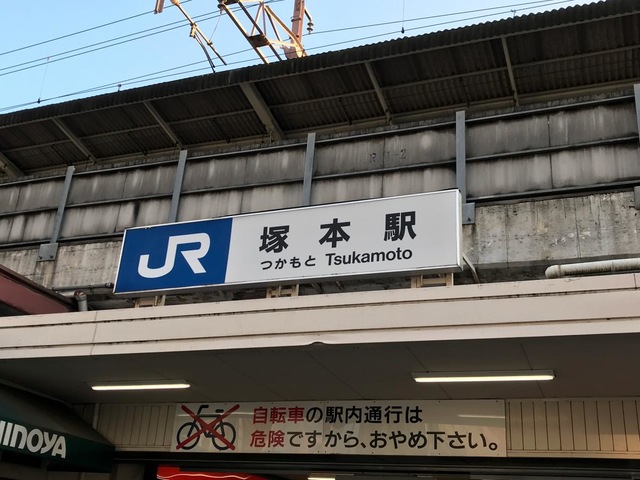 JR 塚本駅
つかもと Tsukamoto
自転車の駅内通行は
危険ですから、おやめ下さい。
HINOYA